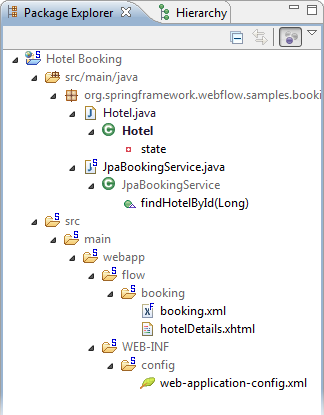 Package Explorer
Hierarchy
Hotel Booking
src/main/java
org.springframework.webflow.samples.booki
Hotel.java
Hotel
state
JpaBookingService.java
JpaBookingService
findHotelById(Long)
src
main
webapp
flow
booking
booking.xml
hotelDetails.xhtml
WEB-INF
config
web-application-config.xml